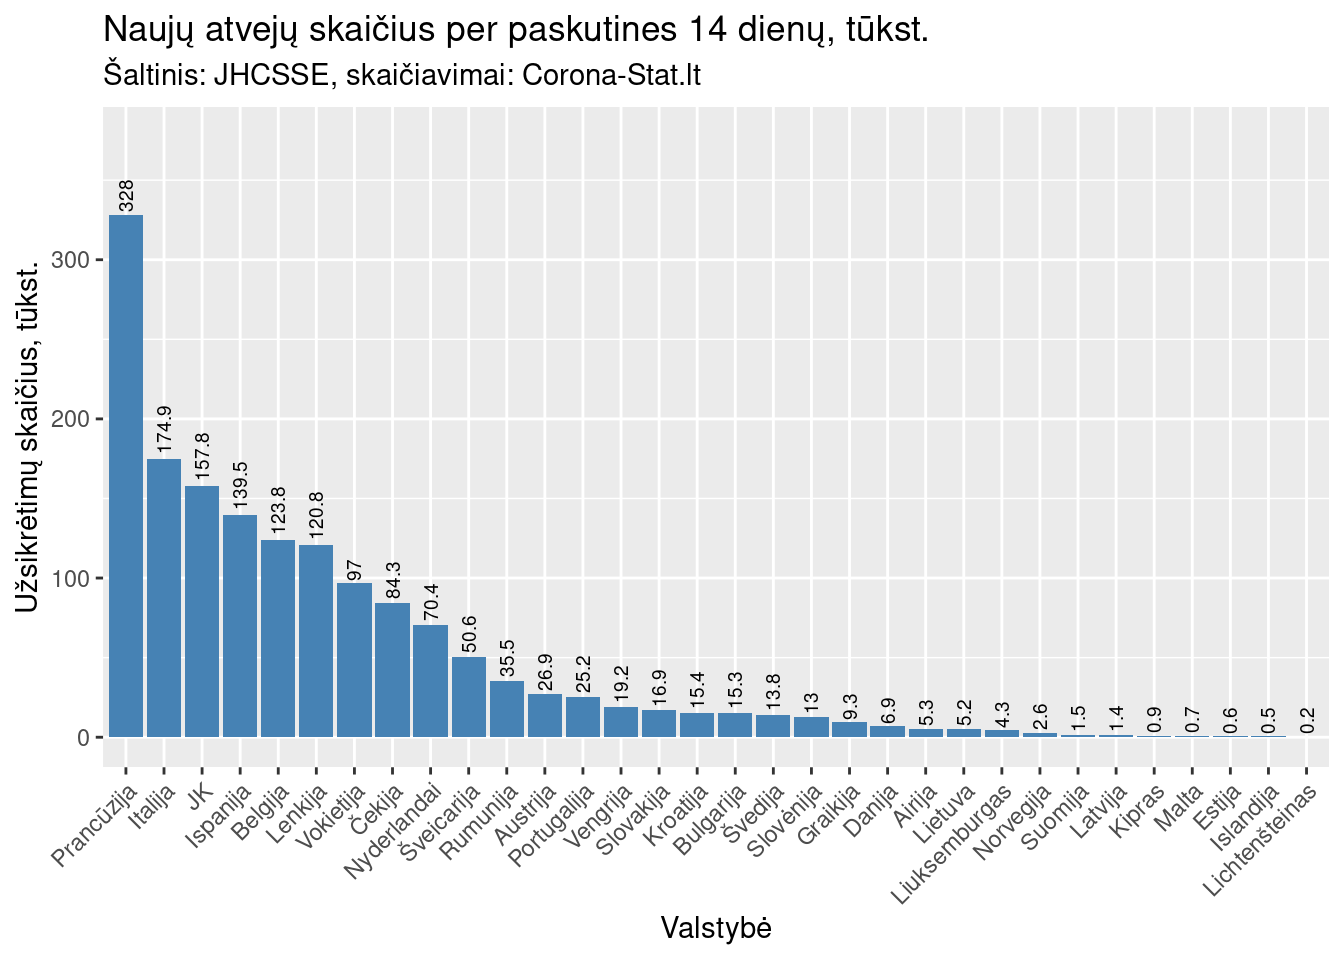 Naujų atvejų skaičius per paskutines 14 dienų, tūkst.
Šaltinis: JHCSSE, skaičiavimai: Corona-Stat.lt
Užsikrėtimų skaičius, tūkst.
300
200
100
0
328
174.9
157.8
139.5
123.8
120.8
97
84.3
70.4
50.6
35.5
26.9
25.2
19.2
16.9
15.4
15.3
13.8
13
9.3
6.9
5.3
5.2
4.3
2.6
1.5
1.4
0.9
0.7
0.6
0.5
0.2
Prancūzija
Italija
JK
Ispanija
Belgija
Lenkija
Vokietija
Čekija
Nyderlandai
Šveicarija
Rumunija
Austrija
Portugalija
Vengrija
Slovakija
Kroatija
Bulgarija
Švedija
Slovėnija
Graikija
Danija
Airija
Lietuva
Liuksemburgas
Norvegija
Suomija
Latvija
Kipras
Malta
Estija
Islandija
Lichtenšteinas
Valstybė